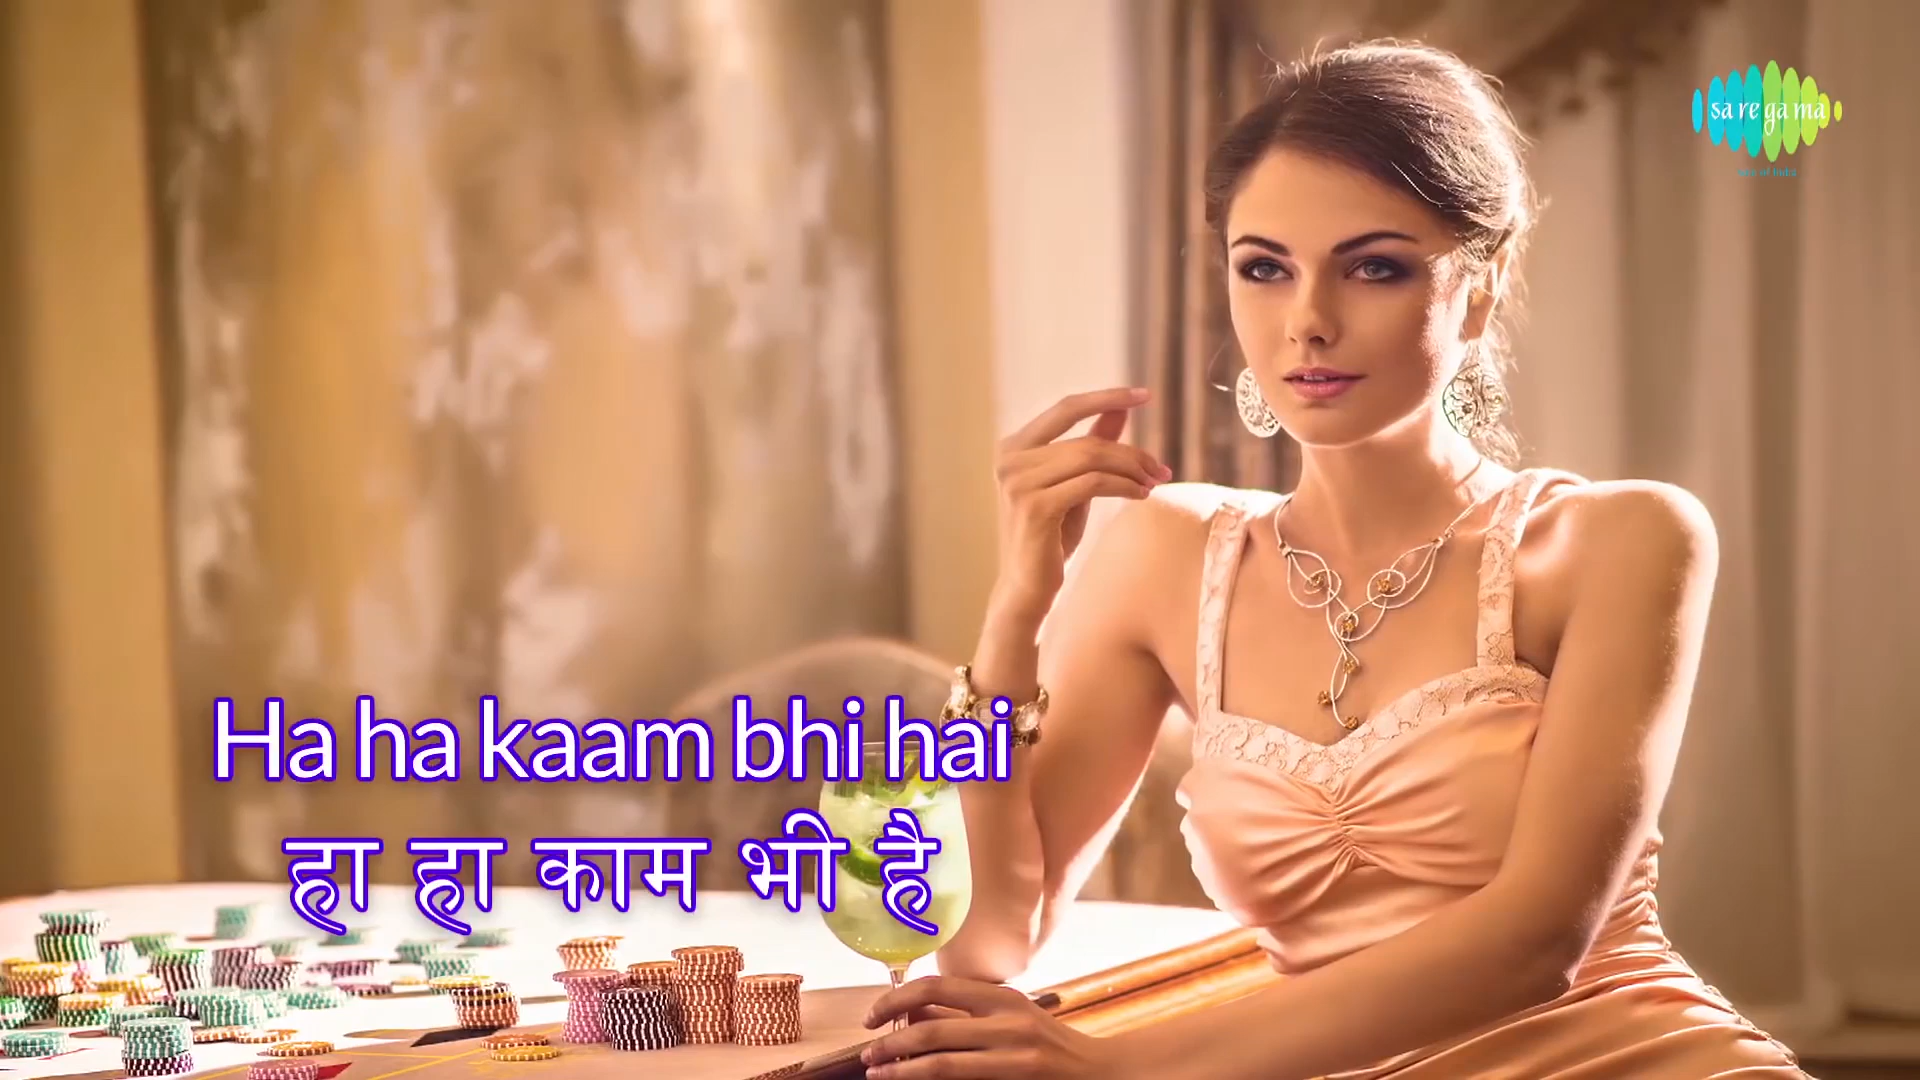 sa re ga ma
Ha ha kaam bhi hai
हा हा काम भी है